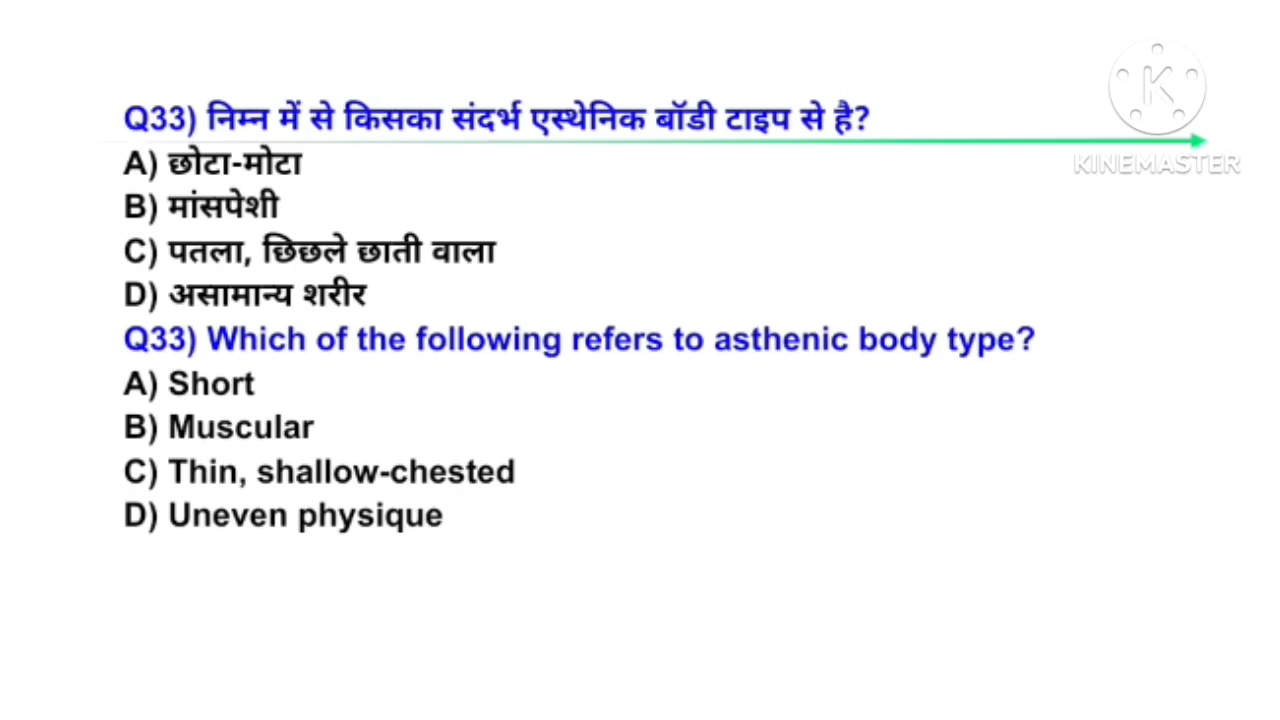 Q33) निम्न में से किसका संदर्भ एस्थेनिक बॉडी टाइप से है?
A) छोटा-मोटा
B) मांसपेशी
C) पतला, छिछले छाती वाला
D) असामान्य शरीर
Q33) Which of the following refers to asthenic body type?
A) Short
B) Muscular
C) Thin, shallow-chested
D) Uneven physique
K
KINEMASTER